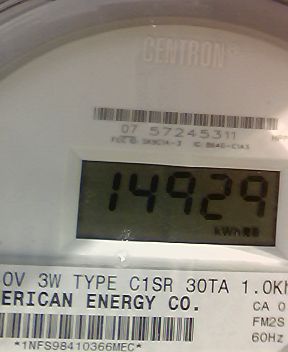 CENTRON®
07 57245311
14929
kWh
0V 3W TYPE C1SR 30TA 1.0Kh
ERICAN ENERGY CO.
CA 0
FM2S
60Hz
*1NFS98410366MEC*